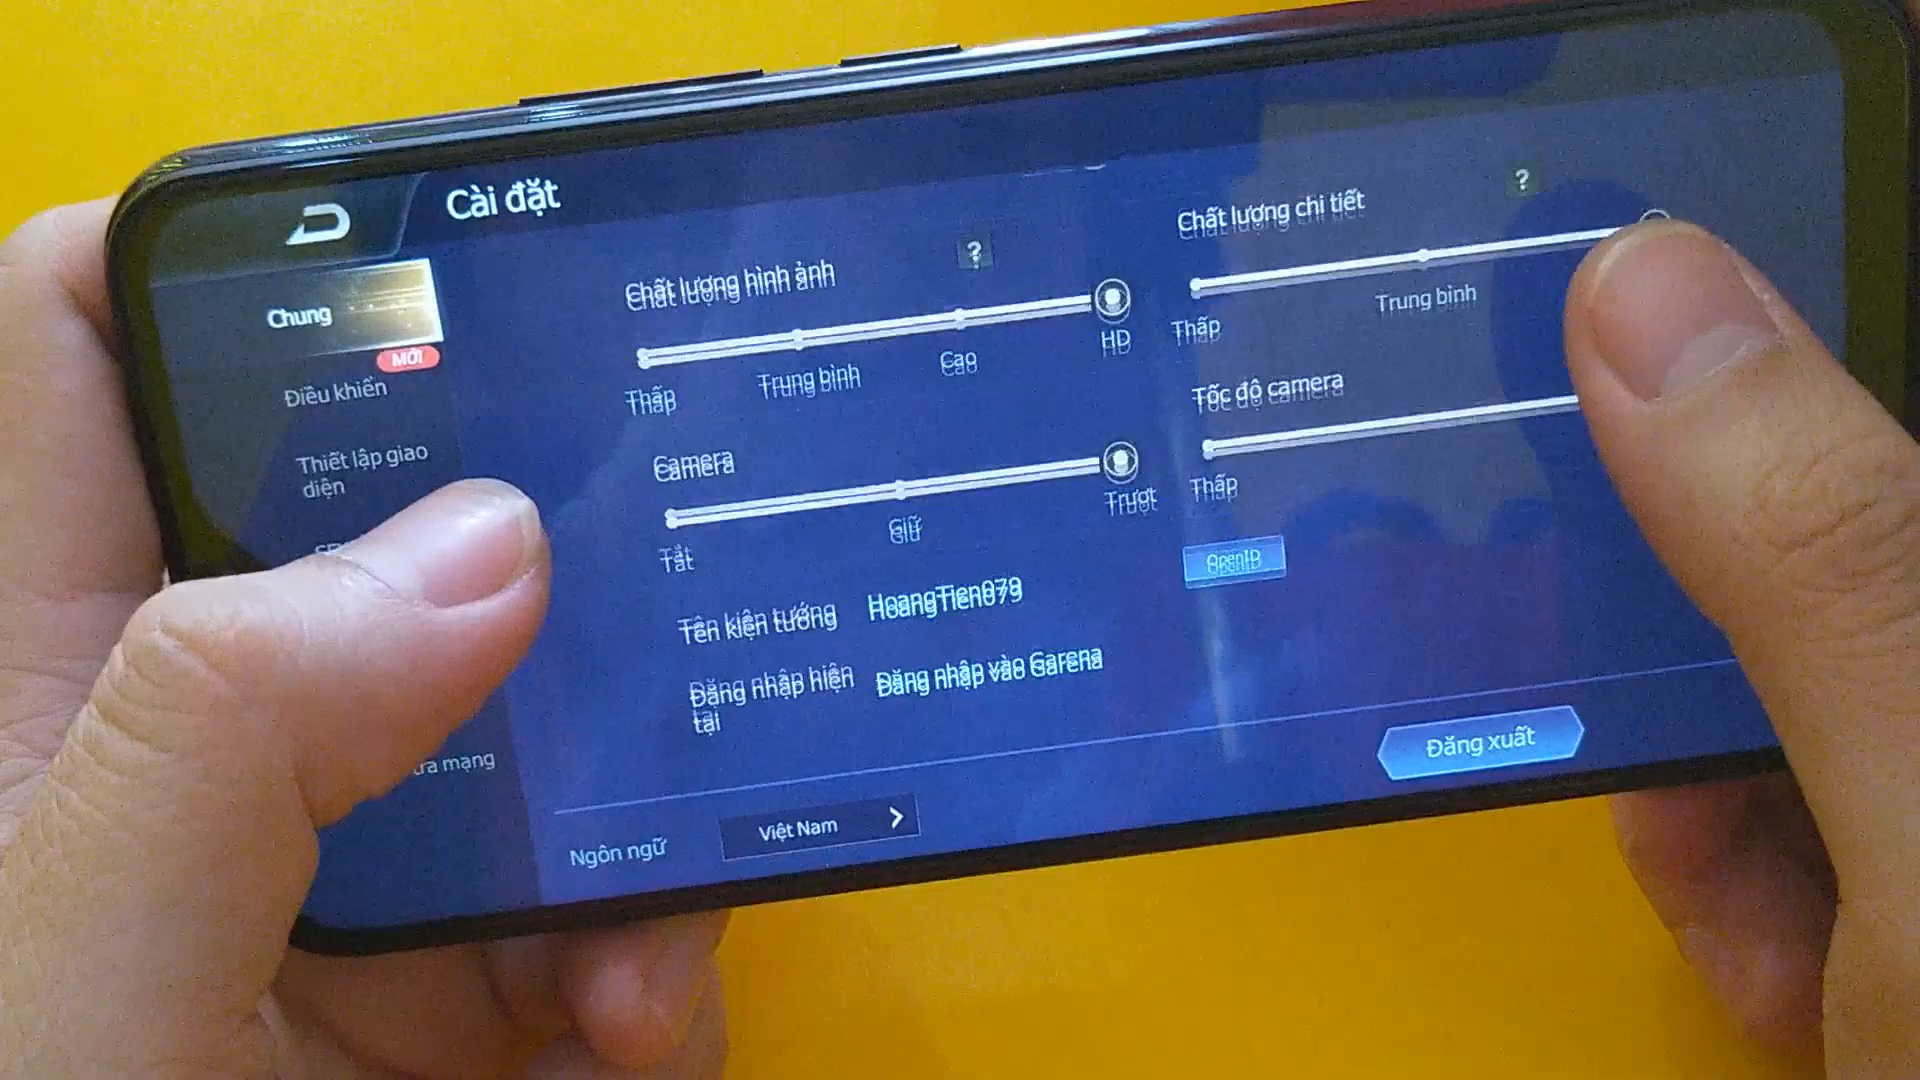 Cài đặt
Chung
MỚI
Điều khiển
Thiết lập giao
diện
ra mạng
Chất lượng hình ảnh
?
Thấp
Trung bình
Cao
HD
Chất lượng chi tiết
?
Thấp
Trung bình
Camera
Tắt
Giữ
Trượt
Tốc độ camera
Thấp
OpenID
Tên kiện tướng
HoangTien079
Đăng nhập hiện
tại
Đăng nhập vào Garena
Đăng xuất
Ngôn ngữ
Việt Nam